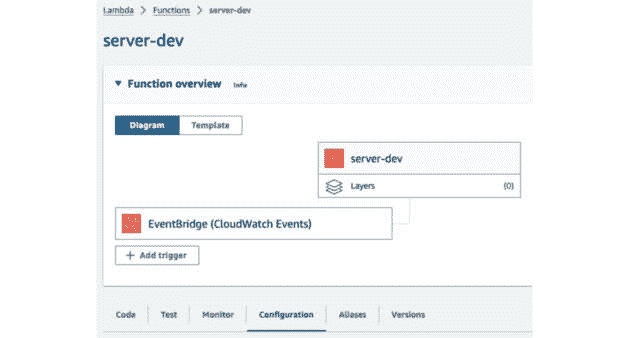 Lambda > Functions > server-dev
server-dev
Function overview Info
Diagram Template
server-dev
Layers (0)
EventBridge (CloudWatch Events)
+ Add trigger
Code Test Monitor Configuration Aliases Versions